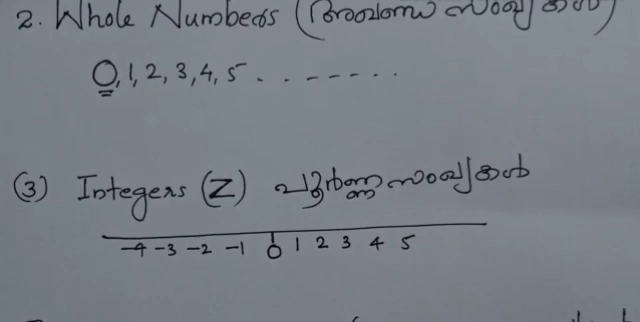 2. Whole Numbers (അഖണ്ഡ സംഖ്യകൾ)
0, 1, 2, 3, 4, 5 . . - - - - - . .
(3) Integers (Z) പൂർണ്ണസംഖ്യകൾ
-4 -3 -2 -1 0 1 2 3 4 5